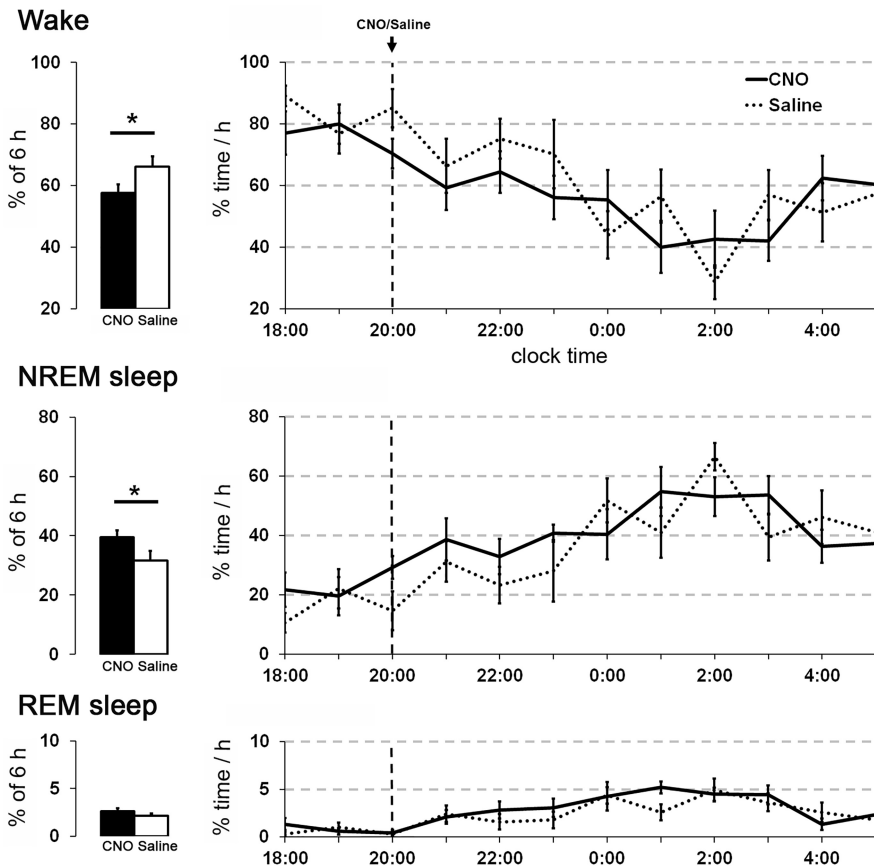 Wake
CNO/Saline
% of 6 h
100
80
60
40
20
*
CNO Saline
% time / h
100
80
60
40
20
CNO
Saline
18:00 20:00 22:00 0:00 2:00 4:00
clock time
NREM sleep
% of 6 h
80
60
40
20
0
*
CNO Saline
% time / h
80
60
40
20
0
18:00 20:00 22:00 0:00 2:00 4:00
REM sleep
% of 6 h
10
5
0
CNO Saline
% time / h
10
5
0
18:00 20:00 22:00 0:00 2:00 4:00